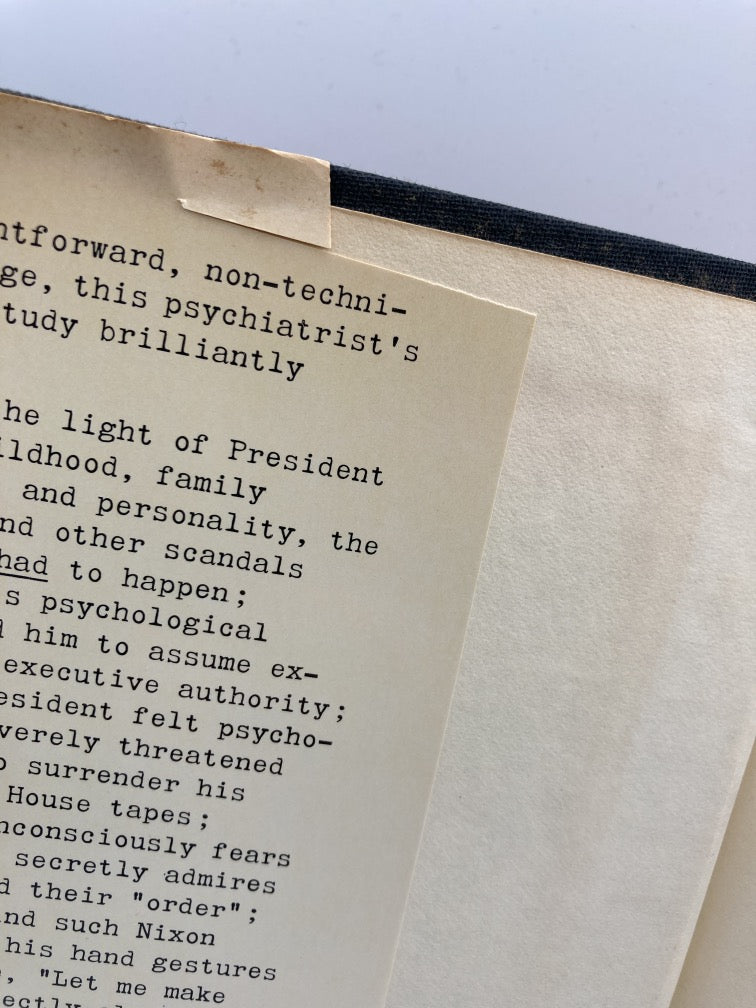 ntforward, non-techni-
ge, this psychiatrist's
tudy brilliantly
he light of President
ildhood, family
and personality, the
nd other scandals
had to happen;
s psychological
d him to assume ex-
executive authority;
esident felt psycho-
verely threatened
o surrender his
House tapes;
nconsciously fears
secretly admires
d their "order";
and such Nixon
his hand gestures
"Let me make